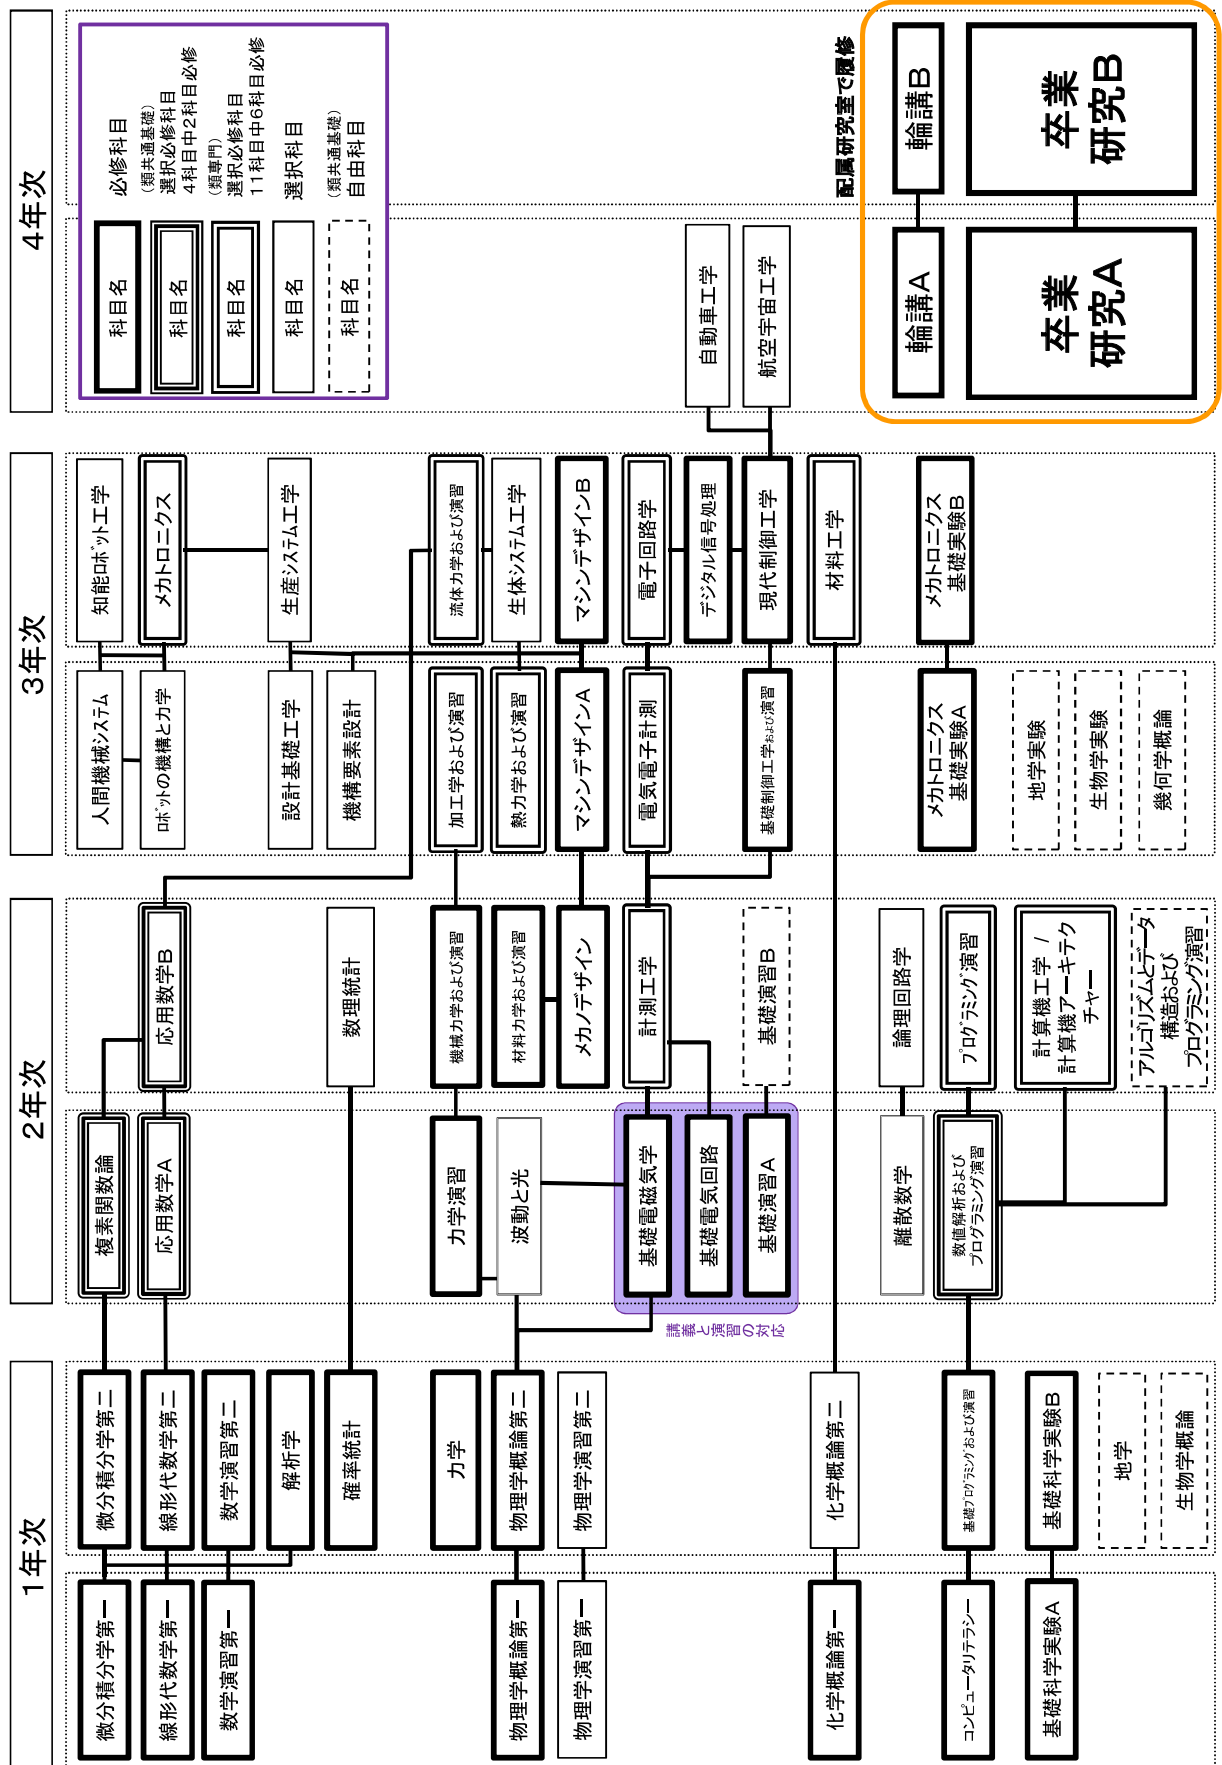 1年次
2年次
3年次
4年次
微分積分学第一
線形代数学第一
数学演習第一
物理学概論第一
物理学演習第一
化学概論第一
コンピュータリテラシー
基礎科学実験A
微分積分学第二
線形代数学第二
数学演習第二
解析学
確率統計
力学
物理学概論第二
物理学演習第二
化学概論第二
基礎プログラミングおよび演習
基礎科学実験B
地学
生物学概論
複素関数論
応用数学A
力学演習
波動と光
基礎電磁気学
基礎電気回路
基礎演習A
講義と演習の対応
離散数学
数値解析および
プログラミング演習
応用数学B
数理統計
機械力学および演習
材料力学および演習
メカノデザイン
計測工学
基礎演習B
論理回路学
プログラミング演習
計算機工学 /
計算機アーキテク
チャー
アルゴリズムとデータ
構造および
プログラミング演習
人間機械システム
ロボットの機構と力学
設計基礎工学
機構要素設計
加工学および演習
熱力学および演習
マシンデザインA
電気電子計測
基礎制御工学および演習
メカトロニクス
基礎実験A
地学実験
生物学実験
幾何学概論
知能ロボット工学
メカトロニクス
生産システム工学
流体力学および演習
生体システム工学
マシンデザインB
電子回路学
デジタル信号処理
現代制御工学
材料工学
メカトロニクス
基礎実験B
自動車工学
航空宇宙工学
配属研究室で履修
輪講A
輪講B
卒業
研究A
卒業
研究B
科目名
必修科目
科目名
(類共通基礎)
選択必修科目
4科目中2科目必修
科目名
(類専門)
選択必修科目
11科目中6科目必修
科目名
選択科目
科目名
(類共通基礎)
自由科目